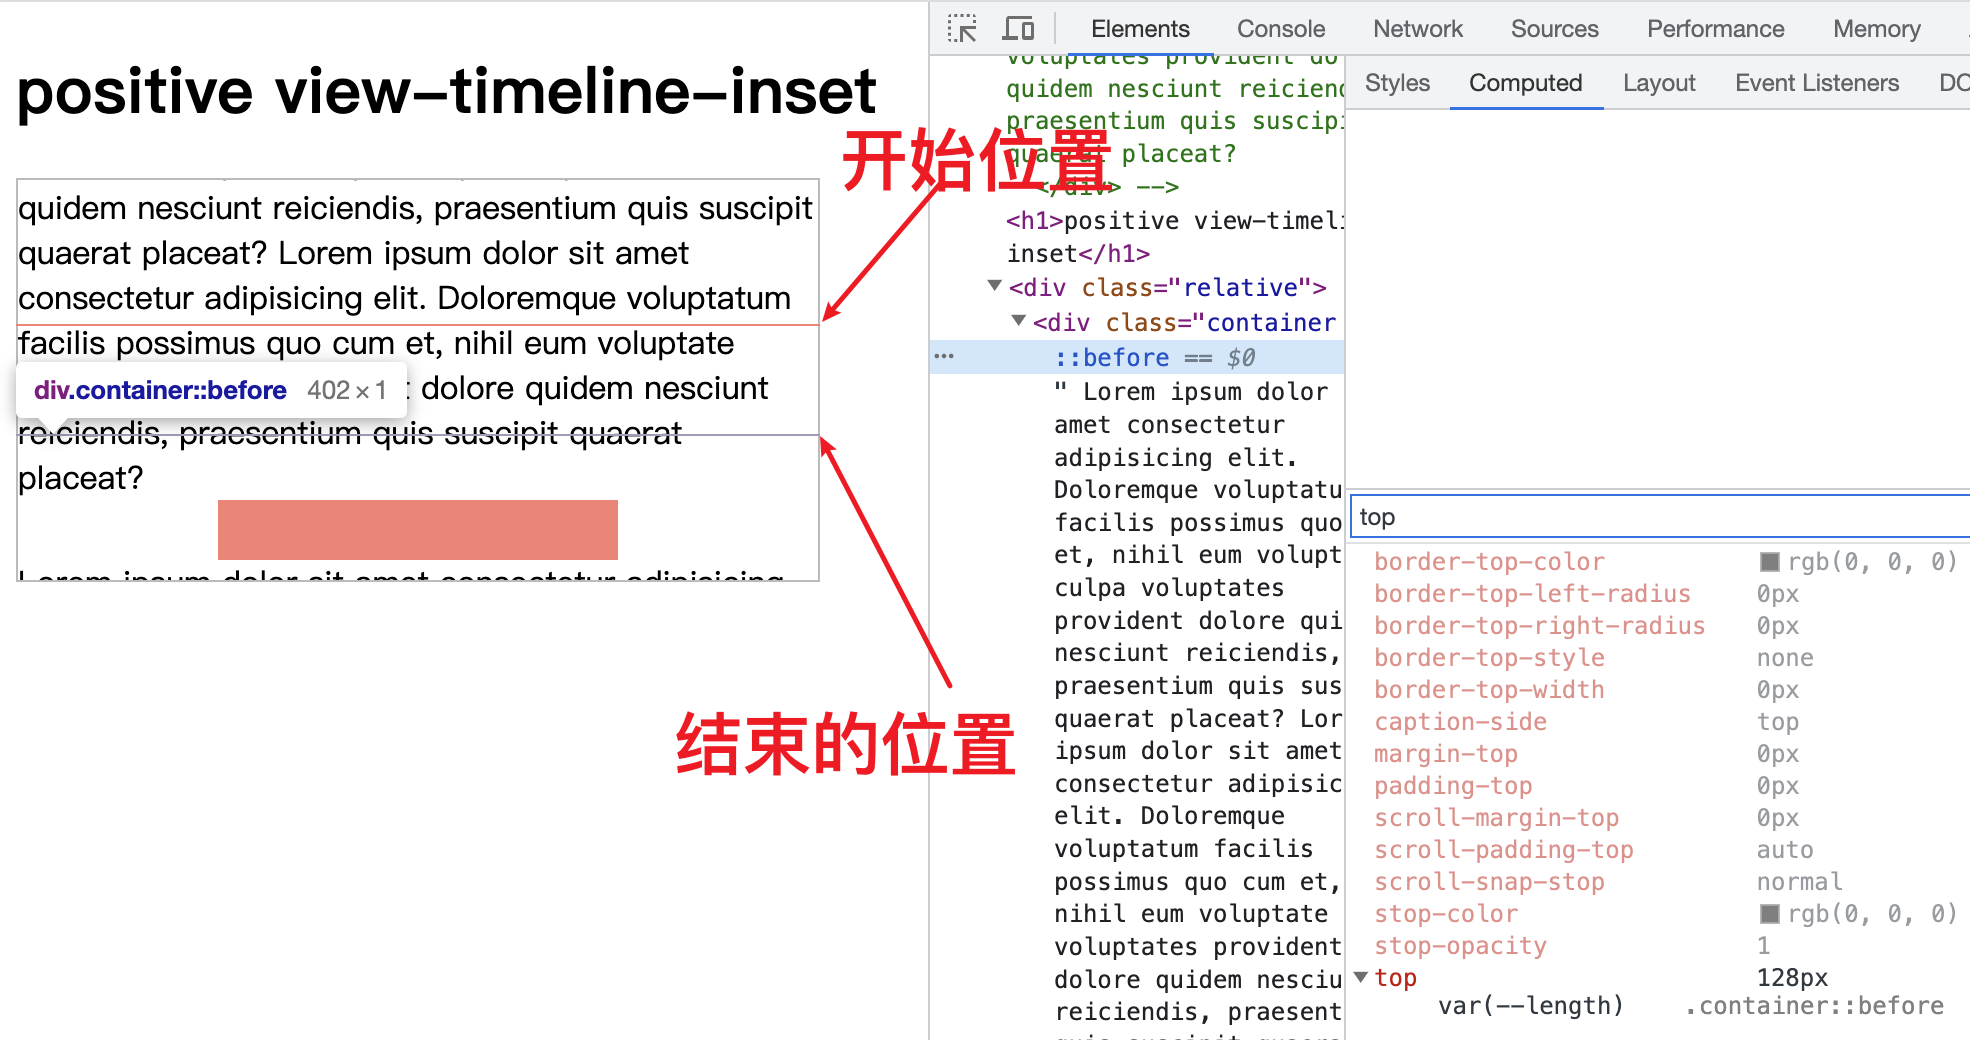 positive view-timeline-inset
quidem nesciunt reiciendis, praesentium quis suscipit
quaerat placeat? Lorem ipsum dolor sit amet
consectetur adipisicing elit. Doloremque voluptatum
facilis possimus quo cum et, nihil eum voluptate
div.container::before 402 × 1
dolore quidem nesciunt
reiciendis, praesentium quis suscipit quaerat
placeat?
Lorem ipsum dolor sit amet consectetur adipisicing
开始位置
结束的位置
Elements Console Network Sources Performance Memory
voluptates provident do
quidem nesciunt reiciend
praesentium quis suscipi
quaerat placeat?
</div> -->
<h1>positive view-timeli
inset</h1>
<div class="relative">
<div class="container
::before == $0
" Lorem ipsum dolor
amet consectetur
adipisicing elit.
Doloremque voluptatu
facilis possimus quo
et, nihil eum volupt
culpa voluptates
provident dolore qui
nesciunt reiciendis,
praesentium quis sus
quaerat placeat? Lor
ipsum dolor sit amet
consectetur adipisic
elit. Doloremque
voluptatum facilis
possimus quo cum et,
nihil eum voluptate
voluptates provident
dolore quidem nesciu
reiciendis, praesent
Styles Computed Layout Event Listeners DO
top
border-top-color rgb(0, 0, 0)
border-top-left-radius 0px
border-top-right-radius 0px
border-top-style none
border-top-width 0px
caption-side top
margin-top 0px
padding-top 0px
scroll-margin-top 0px
scroll-padding-top auto
scroll-snap-stop normal
stop-color rgb(0, 0, 0)
stop-opacity 1
top 128px
var(--length) .container::before